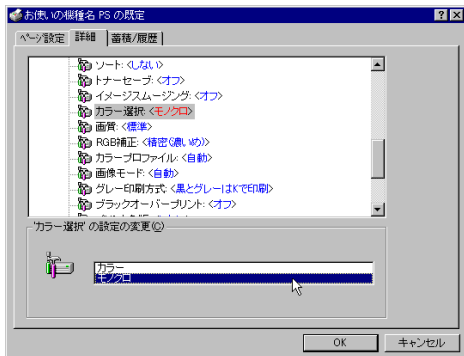 お使いの機種名 PS の既定
ページ設定 詳細 蓄積/履歴
ソート: <しない>
トナーセーブ: <オフ>
イメージスムージング: <オフ>
カラー選択: <モノクロ>
画質: <標準>
RGB補正: <精密(濃いめ)>
カラープロファイル: <自動>
画像モード: <自動>
グレー印刷方式: <黒とグレーはKで印刷>
ブラックオーバープリント: <オフ>
'カラー選択' の設定の変更(C)
カラー
モノクロ
OK キャンセル